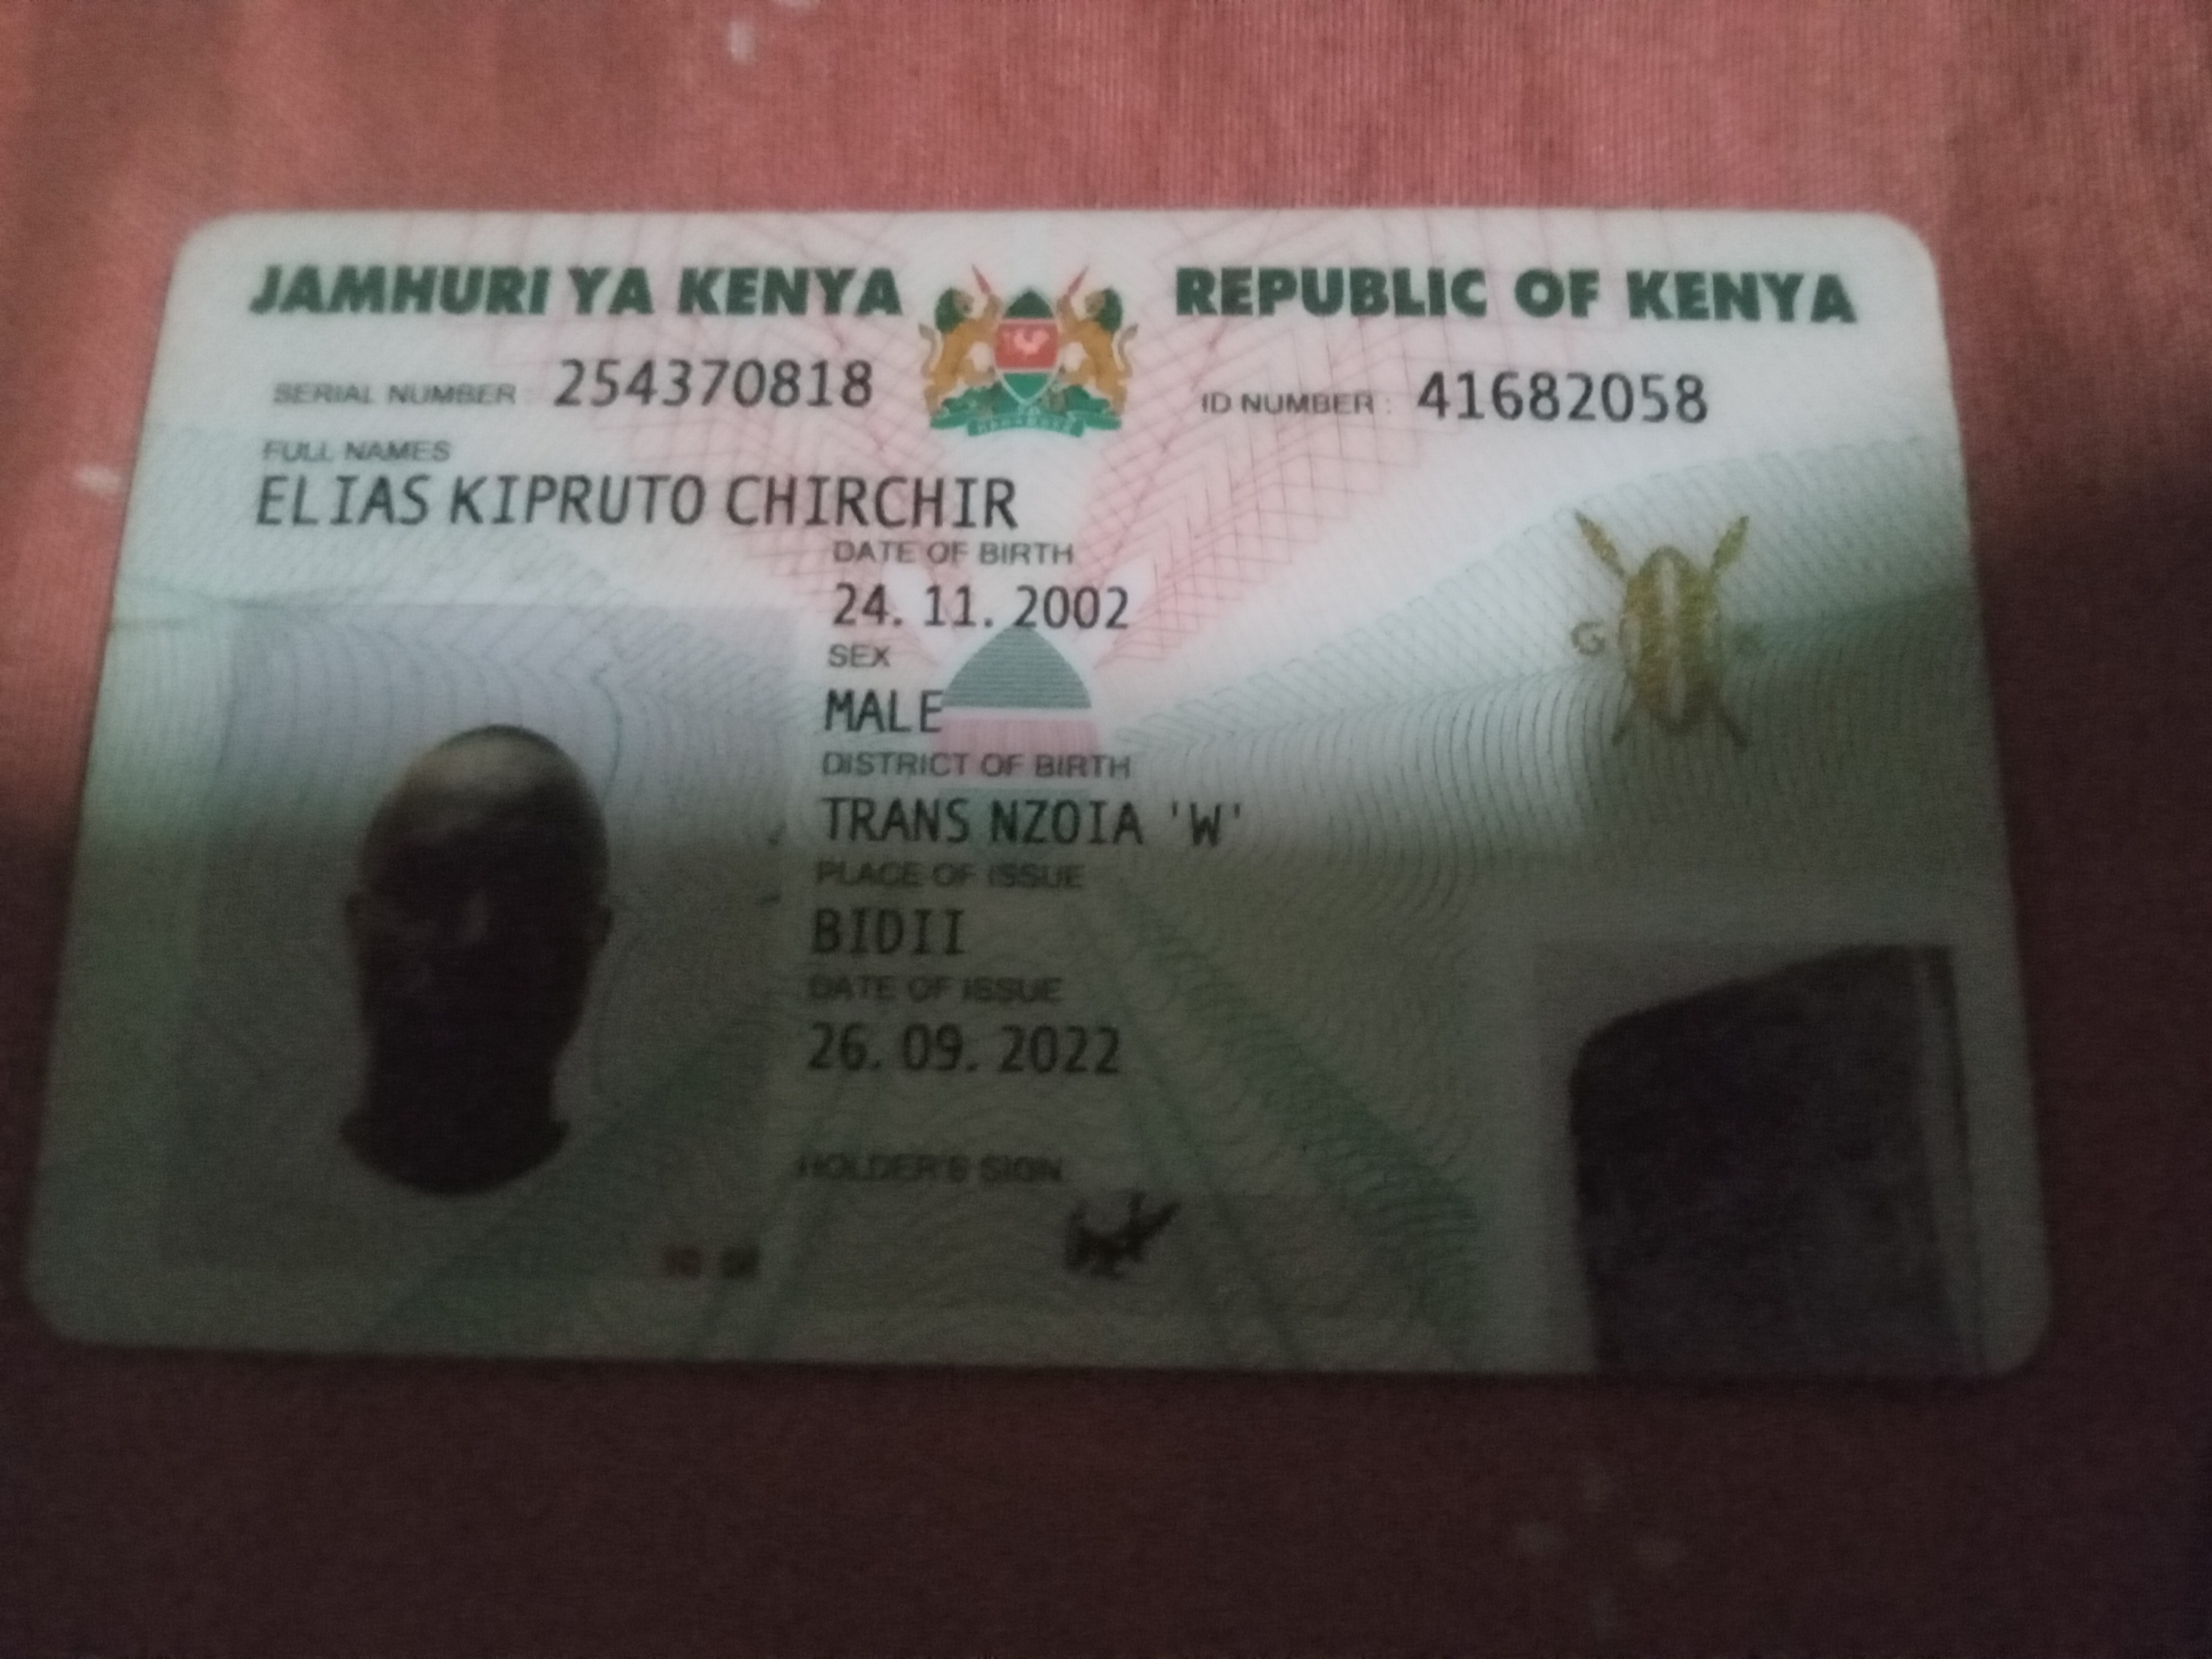 JAMHURI YA KENYA REPUBLIC OF KENYA
SERIAL NUMBER : 254370818 ID NUMBER : 41682058
FULL NAMES
ELIAS KIPRUTO CHIRCHIR
DATE OF BIRTH
24. 11. 2002
SEX
MALE
DISTRICT OF BIRTH
TRANS NZOIA 'W'
PLACE OF ISSUE
BIDII
DATE OF ISSUE
26. 09. 2022
HOLDER'S SIGN.